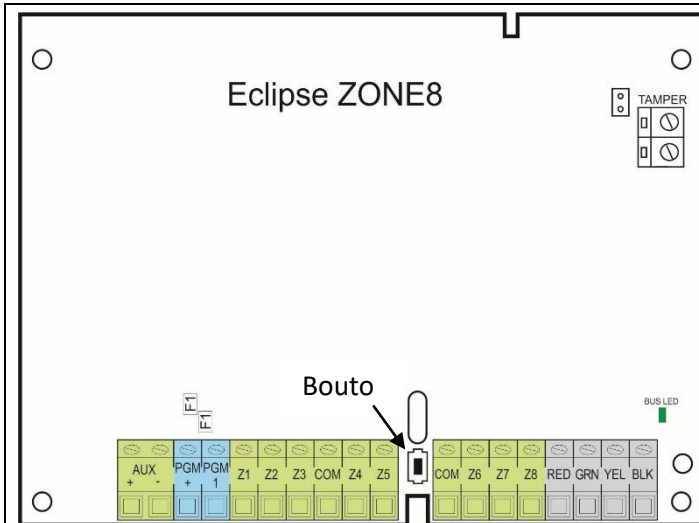 Eclipse ZONE8
TAMPER
Bouto
BUS LED
F1
F1
AUX + - PGM + PGM 1 Z1 Z2 Z3 COM Z4 Z5 COM Z6 Z7 Z8 RED GRN YEL BLK